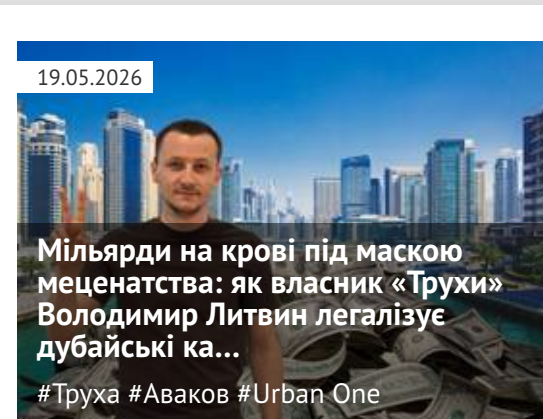 19.05.2026
Мільярди на крові під маскою
меценатства: як власник «Трухи»
Володимир Литвин легалізує
дубайські ка...
#Труха #Аваков #Urban One